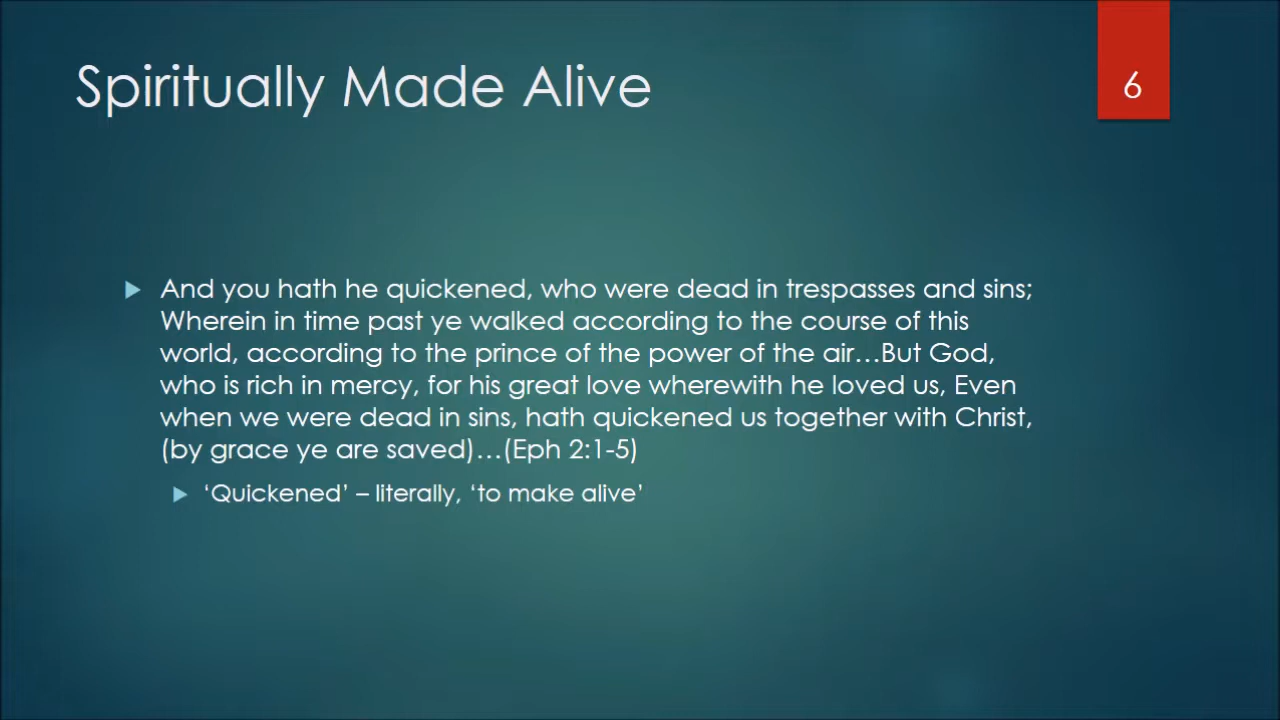 Spiritually Made Alive
6
And you hath he quickened, who were dead in trespasses and sins;
Wherein in time past ye walked according to the course of this
world, according to the prince of the power of the air…But God,
who is rich in mercy, for his great love wherewith he loved us, Even
when we were dead in sins, hath quickened us together with Christ,
(by grace ye are saved)…(Eph 2:1-5)
‘Quickened’ – literally, ‘to make alive’